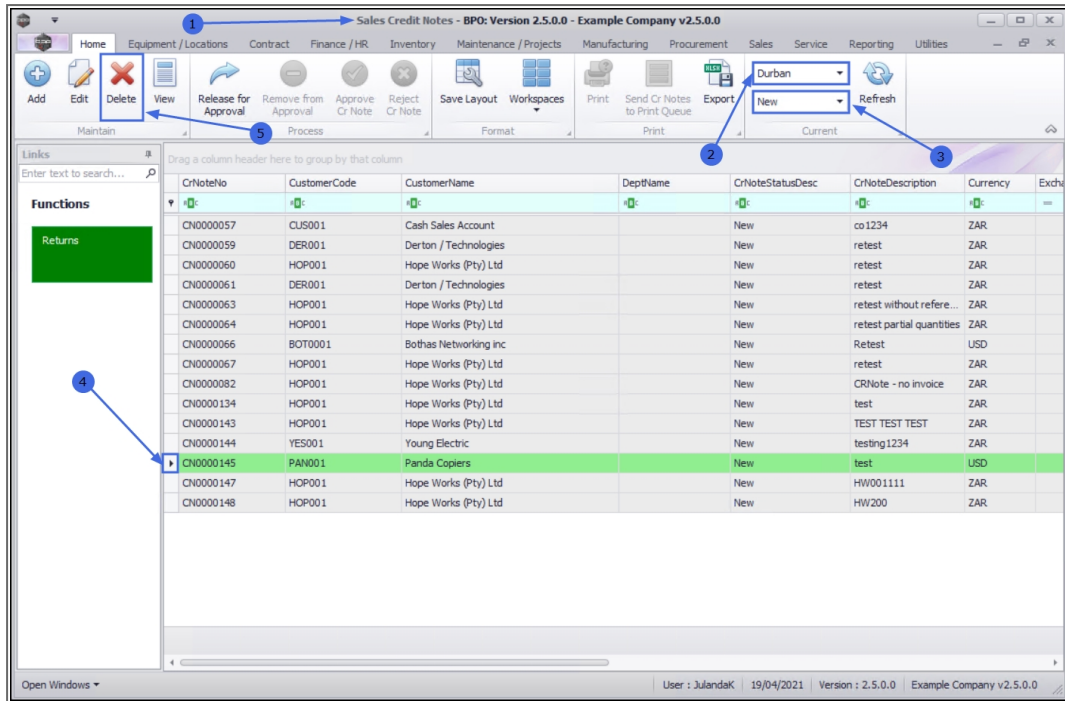 1
Sales Credit Notes - BPO: Version 2.5.0.0 - Example Company v2.5.0.0
Home Equipment / Locations Contract Finance / HR Inventory Maintenance / Projects Manufacturing Procurement Sales Service Reporting Utilities
Add Edit Delete View Release for Approval Remove from Approval Approve Cr Note Reject Cr Note Save Layout Workspaces Print Send Cr Notes to Print Queue Export Durban New Refresh
Maintain Process Format Print Current
5 2 3
Links
Enter text to search...
Functions
Returns
Drag a column header here to group by that column
CrNoteNo CustomerCode CustomerName DeptName CrNoteStatusDesc CrNoteDescription Currency Excha
CN0000057 CUS001 Cash Sales Account New co1234 ZAR
CN0000059 DER001 Derton / Technologies New retest ZAR
CN0000060 HOP001 Hope Works (Pty) Ltd New retest ZAR
CN0000061 DER001 Derton / Technologies New retest ZAR
CN0000063 HOP001 Hope Works (Pty) Ltd New retest without refere... ZAR
CN0000064 HOP001 Hope Works (Pty) Ltd New retest partial quantities ZAR
CN0000066 BOT0001 Bothas Networking inc New Retest USD
CN0000067 HOP001 Hope Works (Pty) Ltd New retest ZAR
CN0000082 HOP001 Hope Works (Pty) Ltd New CRNote - no invoice ZAR
4
CN0000134 HOP001 Hope Works (Pty) Ltd New test ZAR
CN0000143 HOP001 Hope Works (Pty) Ltd New TEST TEST TEST ZAR
CN0000144 YES001 Young Electric New testing1234 ZAR
CN0000145 PAN001 Panda Copiers New test USD
CN0000147 HOP001 Hope Works (Pty) Ltd New HW001111 ZAR
CN0000148 HOP001 Hope Works (Pty) Ltd New HW200 ZAR
Open Windows User : JulandaK 19/04/2021 Version : 2.5.0.0 Example Company v2.5.0.0